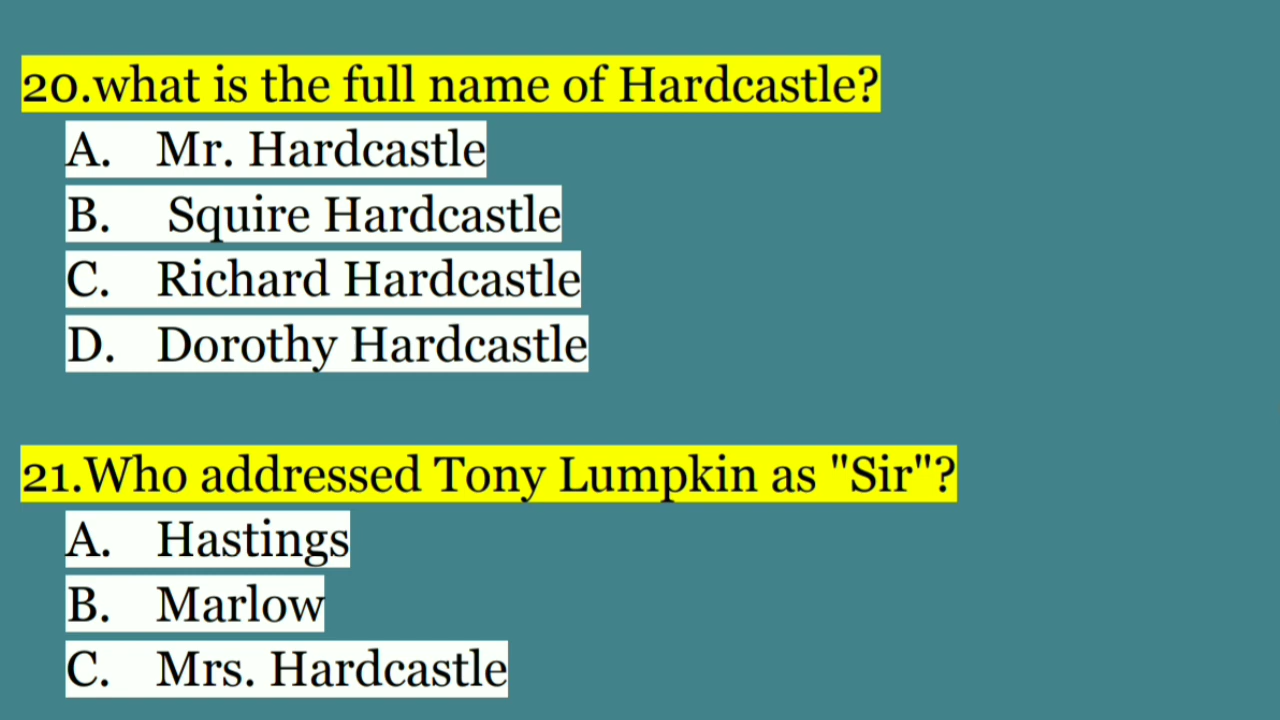 20.what is the full name of Hardcastle?
A. Mr. Hardcastle
B. Squire Hardcastle
C. Richard Hardcastle
D. Dorothy Hardcastle
21.Who addressed Tony Lumpkin as "Sir"?
A. Hastings
B. Marlow
C. Mrs. Hardcastle